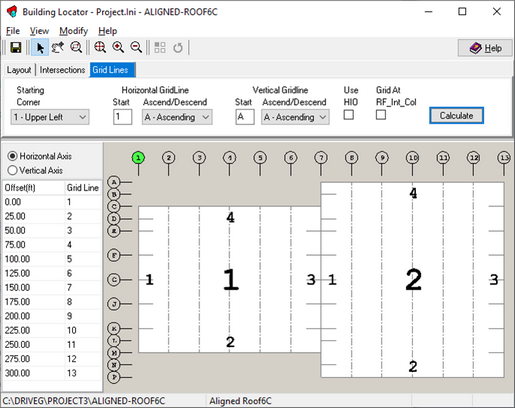 Building Locator - Project.Ini - ALIGNED-ROOF6C
File View Modify Help
Help
Layout Intersections Grid Lines
Starting Corner
1 - Upper Left
Horizontal GridLine
Start Ascend/Descend
1 A - Ascending
Vertical Gridline
Start Ascend/Descend
A A - Ascending
Use HIO
Grid At RF_Int_Col
Calculate
Horizontal Axis
Vertical Axis
Offset(ft) Grid Line
0.00 1
25.00 2
50.00 3
75.00 4
100.00 5
125.00 6
150.00 7
175.00 8
200.00 9
225.00 10
250.00 11
275.00 12
300.00 13
1 2 3 4 5 6 7 8 9 10 11 12 13
A
B
C
D
E
F
G
J
K
L
M
N
P
4
1 1 3
2
4
1 2 3
2
C:\DRIVEG\PROJECT3\ALIGNED-ROOF6C Aligned Roof6C